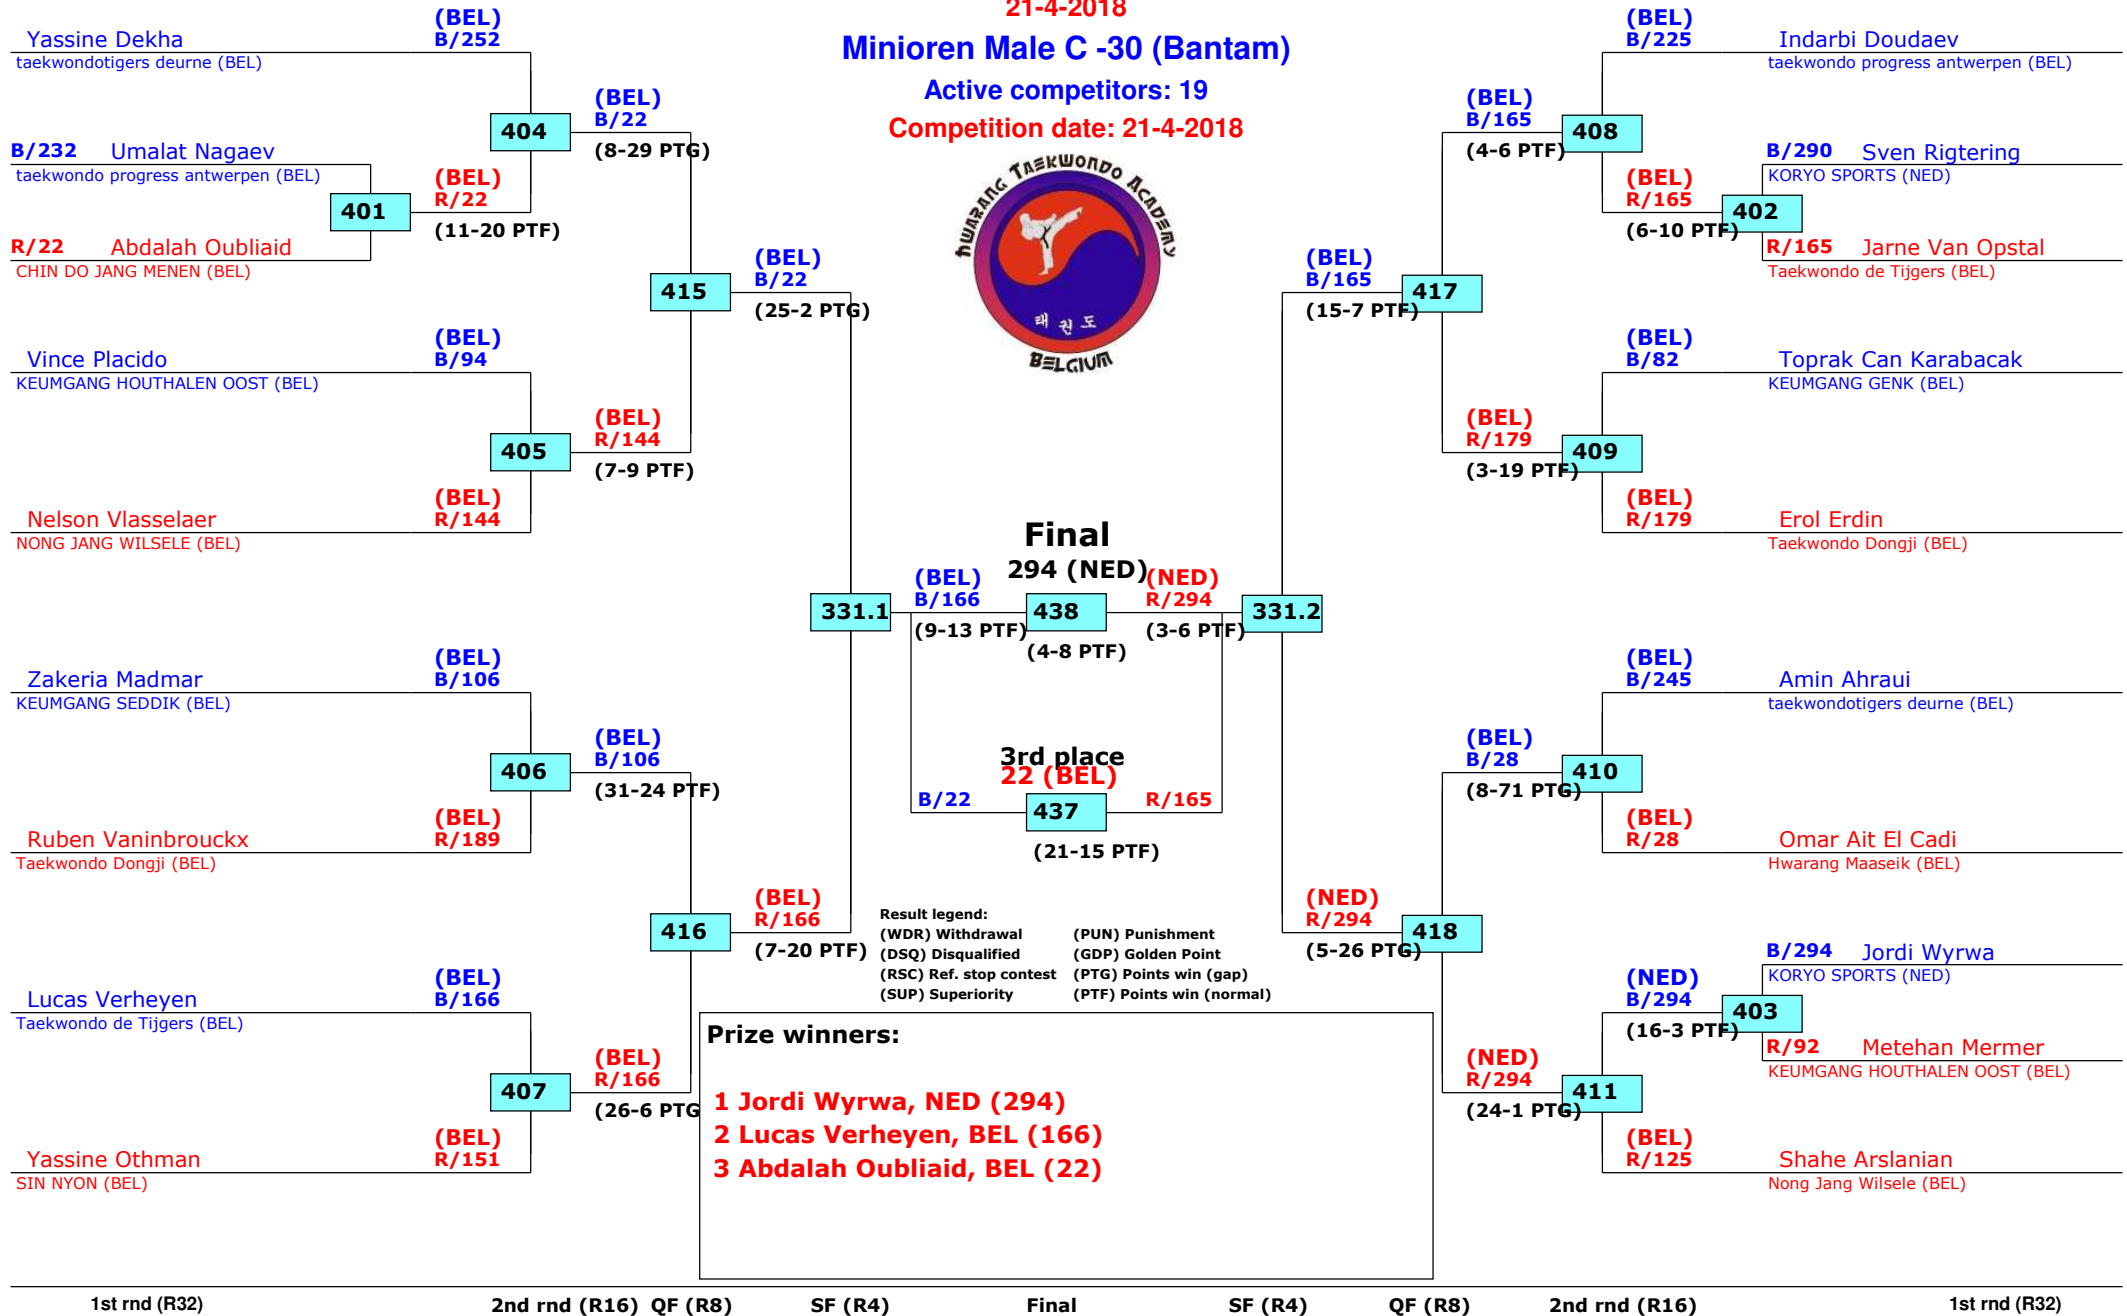 21-4-2018
Minioren Male C -30 (Bantam)
Active competitors: 19
Competition date: 21-4-2018
HWARANG TAEKWONDO ACADEMY
태 권 도
BELGIUM
Yassine Dekha
(BEL)
B/252
taekwondotigers deurne (BEL)
404
(BEL)
B/22
(8-29 PTG)
B/232 Umalat Nagaev
taekwondo progress antwerpen (BEL)
401
(BEL)
R/22
(11-20 PTF)
R/22 Abdalah Oubliaid
CHIN DO JANG MENEN (BEL)
415
(BEL)
B/22
(25-2 PTG)
Vince Placido
(BEL)
B/94
KEUMGANG HOUTHALEN OOST (BEL)
405
(BEL)
R/144
(7-9 PTF)
Nelson Vlasselaer
(BEL)
R/144
NONG JANG WILSELE (BEL)
331.1
(BEL)
B/166
(9-13 PTF)
Zakeria Madmar
(BEL)
B/106
KEUMGANG SEDDIK (BEL)
406
(BEL)
B/106
(31-24 PTF)
Ruben Vaninbrouckx
(BEL)
R/189
Taekwondo Dongji (BEL)
416
(BEL)
R/166
(7-20 PTF)
Lucas Verheyen
(BEL)
B/166
Taekwondo de Tijgers (BEL)
407
(BEL)
R/166
(26-6 PTG
Yassine Othman
(BEL)
R/151
SIN NYON (BEL)
Final
294 (NED)
438
(4-8 PTF)
3rd place
22 (BEL)
B/22
437
R/165
(21-15 PTF)
(BEL)
B/225
Indarbi Doudaev
taekwondo progress antwerpen (BEL)
(BEL)
B/165
408
(4-6 PTF)
B/290 Sven Rigtering
KORYO SPORTS (NED)
(BEL)
R/165
402
(6-10 PTF)
R/165 Jarne Van Opstal
Taekwondo de Tijgers (BEL)
(BEL)
B/165
417
(15-7 PTF)
(BEL)
B/82
Toprak Can Karabacak
KEUMGANG GENK (BEL)
(BEL)
R/179
409
(3-19 PTF)
(BEL)
R/179
Erol Erdin
Taekwondo Dongji (BEL)
(NED)
R/294
331.2
(3-6 PTF)
(BEL)
B/245
Amin Ahraui
taekwondotigers deurne (BEL)
(BEL)
B/28
410
(8-71 PTG)
(BEL)
R/28
Omar Ait El Cadi
Hwarang Maaseik (BEL)
(NED)
R/294
418
(5-26 PTG)
B/294 Jordi Wyrwa
KORYO SPORTS (NED)
(NED)
B/294
403
(16-3 PTF)
R/92 Metehan Mermer
KEUMGANG HOUTHALEN OOST (BEL)
(NED)
R/294
411
(24-1 PTG)
(BEL)
R/125
Shahe Arslanian
Nong Jang Wilsele (BEL)
Result legend:
(WDR) Withdrawal (PUN) Punishment
(DSQ) Disqualified (GDP) Golden Point
(RSC) Ref. stop contest (PTG) Points win (gap)
(SUP) Superiority (PTF) Points win (normal)
Prize winners:
1 Jordi Wyrwa, NED (294)
2 Lucas Verheyen, BEL (166)
3 Abdalah Oubliaid, BEL (22)
1st rnd (R32) 2nd rnd (R16) QF (R8) SF (R4) Final SF (R4) QF (R8) 2nd rnd (R16) 1st rnd (R32)